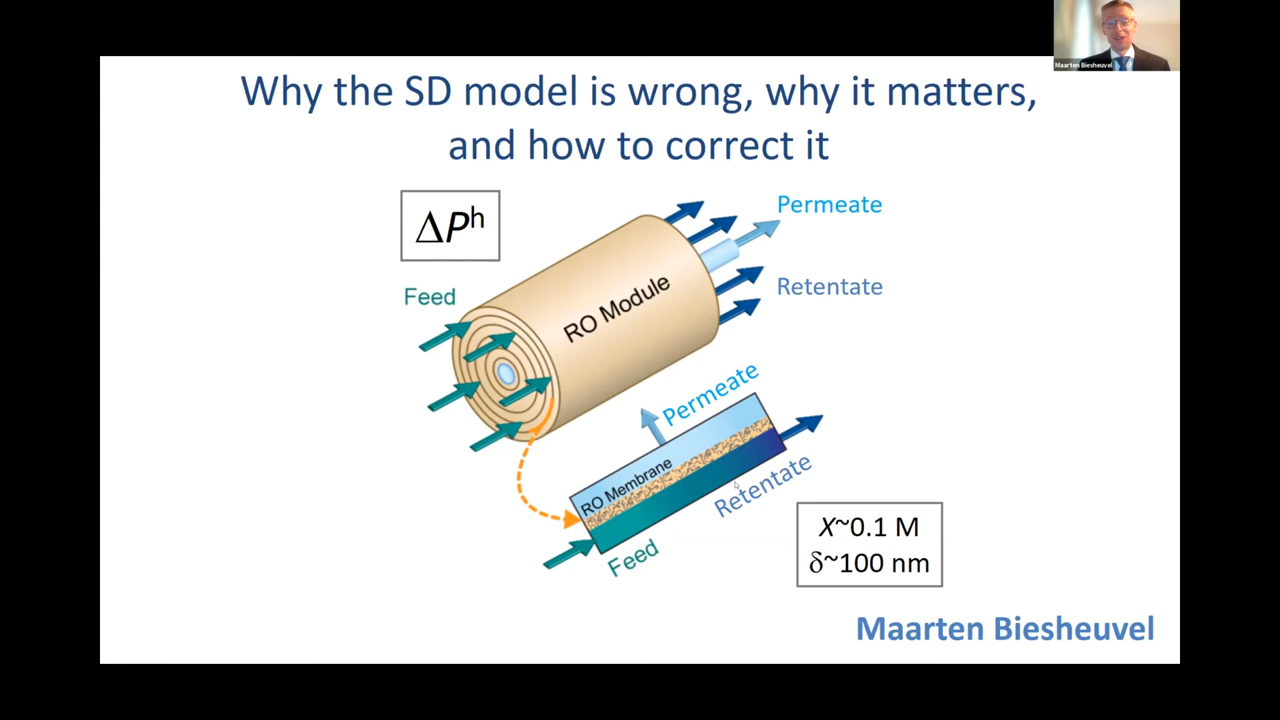 Maarten Biesheuvel
Why the SD model is wrong, why it matters,
and how to correct it
ΔPʰ
Permeate
Feed
Retentate
RO Module
Permeate
RO Membrane
Retentate
Feed
X~0.1 M
δ~100 nm
Maarten Biesheuvel